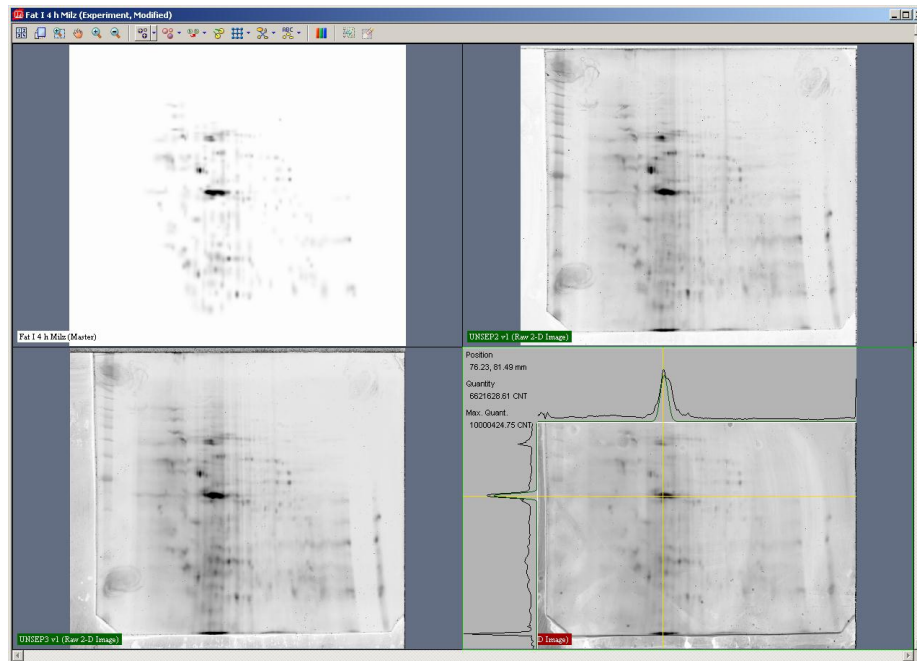 Fat I 4 h Milz (Experiment, Modified)
ABC
Fat I 4 h Milz (Master)
UNSEP2 v1 (Raw 2-D Image)
Position
76.23, 81.49 mm
Quantity
6621628.61 CNT
Max. Quant.
10000424.75 CNT
UNSEP3 v1 (Raw 2-D Image)
D Image)